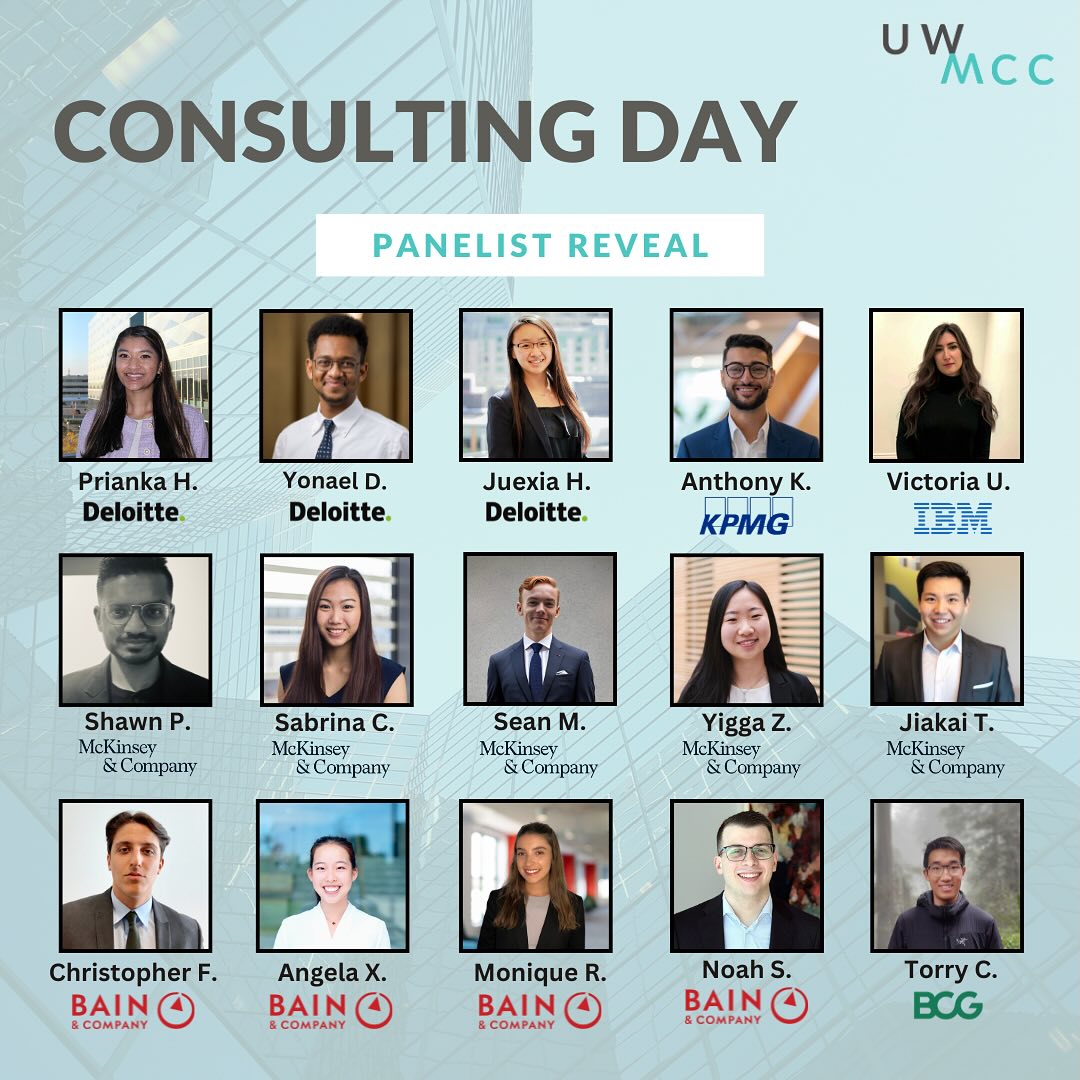 UW
MCC
CONSULTING DAY
PANELIST REVEAL
Prianka H.
Deloitte.
Yonael D.
Deloitte.
Juexia H.
Deloitte.
Anthony K.
KPMG
Victoria U.
IBM
Shawn P.
McKinsey
& Company
Sabrina C.
McKinsey
& Company
Sean M.
McKinsey
& Company
Yigga Z.
McKinsey
& Company
Jiakai T.
McKinsey
& Company
Christopher F.
BAIN
& COMPANY
Angela X.
BAIN
& COMPANY
Monique R.
BAIN
& COMPANY
Noah S.
BAIN
& COMPANY
Torry C.
BCG